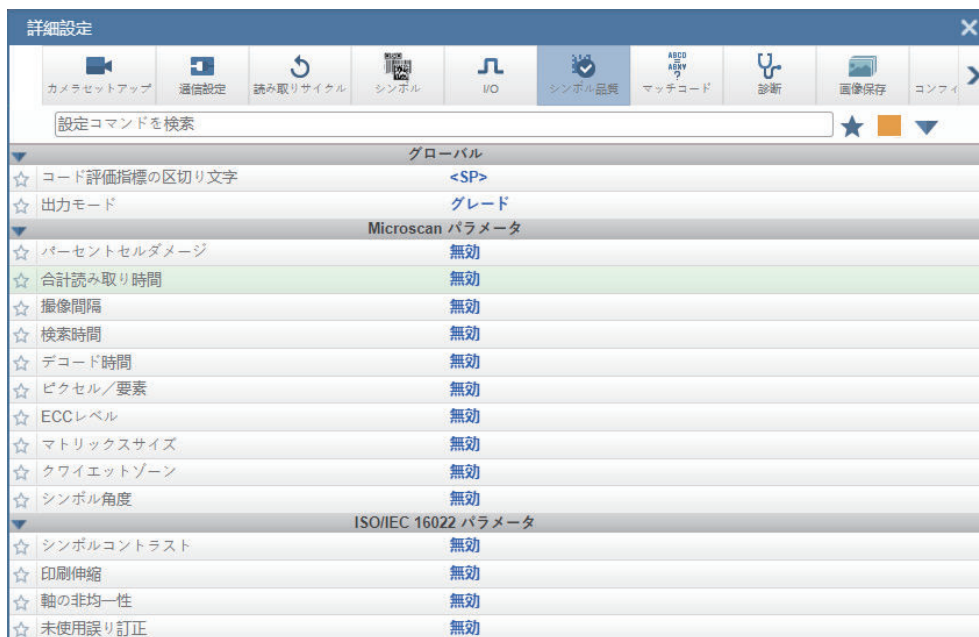 詳細設定
カメラセットアップ 通信設定 読み取りサイクル シンボル I/O シンボル品質 ABCD = ABNY ? マッチコード 診断 画像保存 コンフィ
設定コマンドを検索
グローバル
コード評価指標の区切り文字 <SP>
出力モード グレード
Microscan パラメータ
パーセントセルダメージ 無効
合計読み取り時間 無効
撮像間隔 無効
検索時間 無効
デコード時間 無効
ピクセル／要素 無効
ECCレベル 無効
マトリックスサイズ 無効
クワイエットゾーン 無効
シンボル角度 無効
ISO/IEC 16022 パラメータ
シンボルコントラスト 無効
印刷伸縮 無効
軸の非均一性 無効
未使用誤り訂正 無効